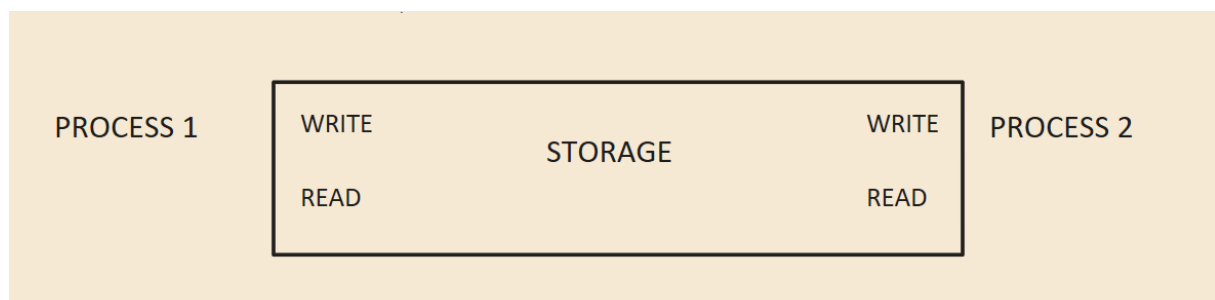 PROCESS 1
WRITE
READ
STORAGE
WRITE
READ
PROCESS 2